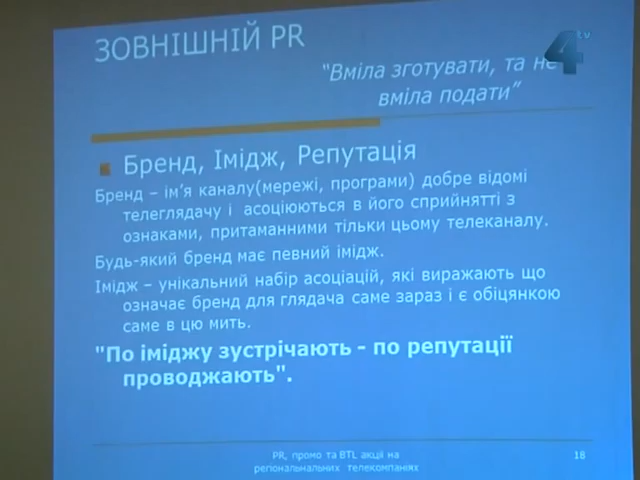 ЗОВНІШНІЙ PR
4tv
“Вміла зготувати, та не
вміла подати”
Бренд, Імідж, Репутація
Бренд – ім’я каналу(мережі, програми) добре відомі
телеглядачу і асоціюються в його сприйнятті з
ознаками, притаманними тільки цьому телеканалу.
Будь-який бренд має певний імідж.
Імідж – унікальний набір асоціацій, які виражають що
означає бренд для глядача саме зараз і є обіцянкою
саме в цю мить.
"По іміджу зустрічають - по репутації
проводжають".
PR, промо та BTL акції на
регіональнальних телекомпаніях
18